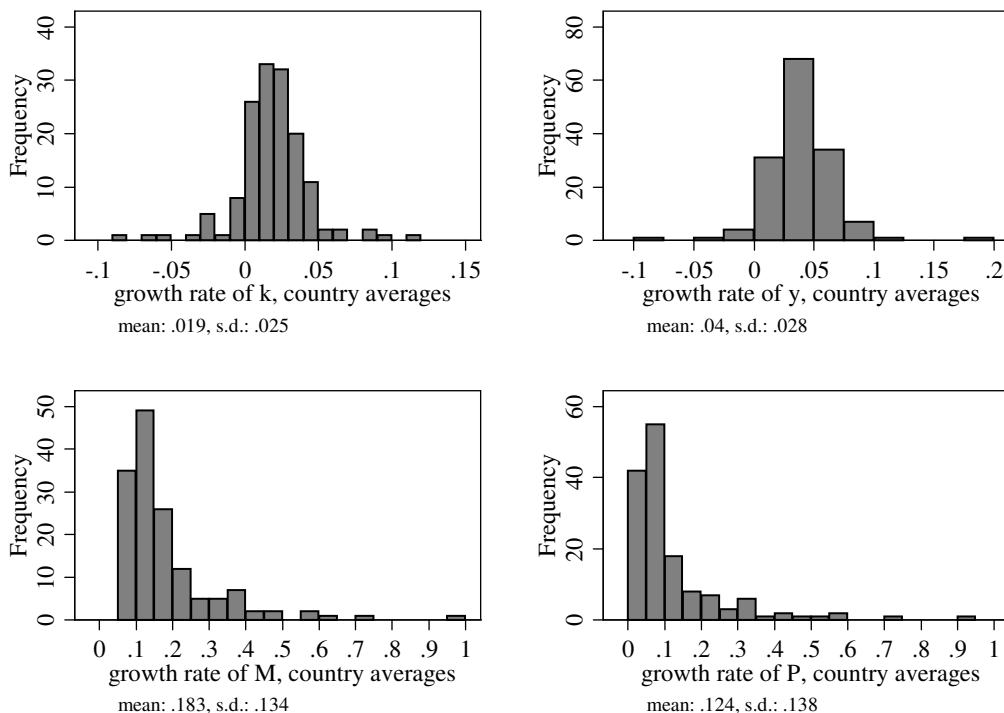 0 10 20 30 40
Frequency
-.1 -.05 0 .05 .1 .15
growth rate of k, country averages
mean: .019, s.d.: .025
0 20 40 60 80
Frequency
-.1 -.05 0 .05 .1 .15 .2
growth rate of y, country averages
mean: .04, s.d.: .028
0 10 20 30 40 50
Frequency
0 .1 .2 .3 .4 .5 .6 .7 .8 .9 1
growth rate of M, country averages
mean: .183, s.d.: .134
0 20 40 60
Frequency
0 .1 .2 .3 .4 .5 .6 .7 .8 .9 1
growth rate of P, country averages
mean: .124, s.d.: .138